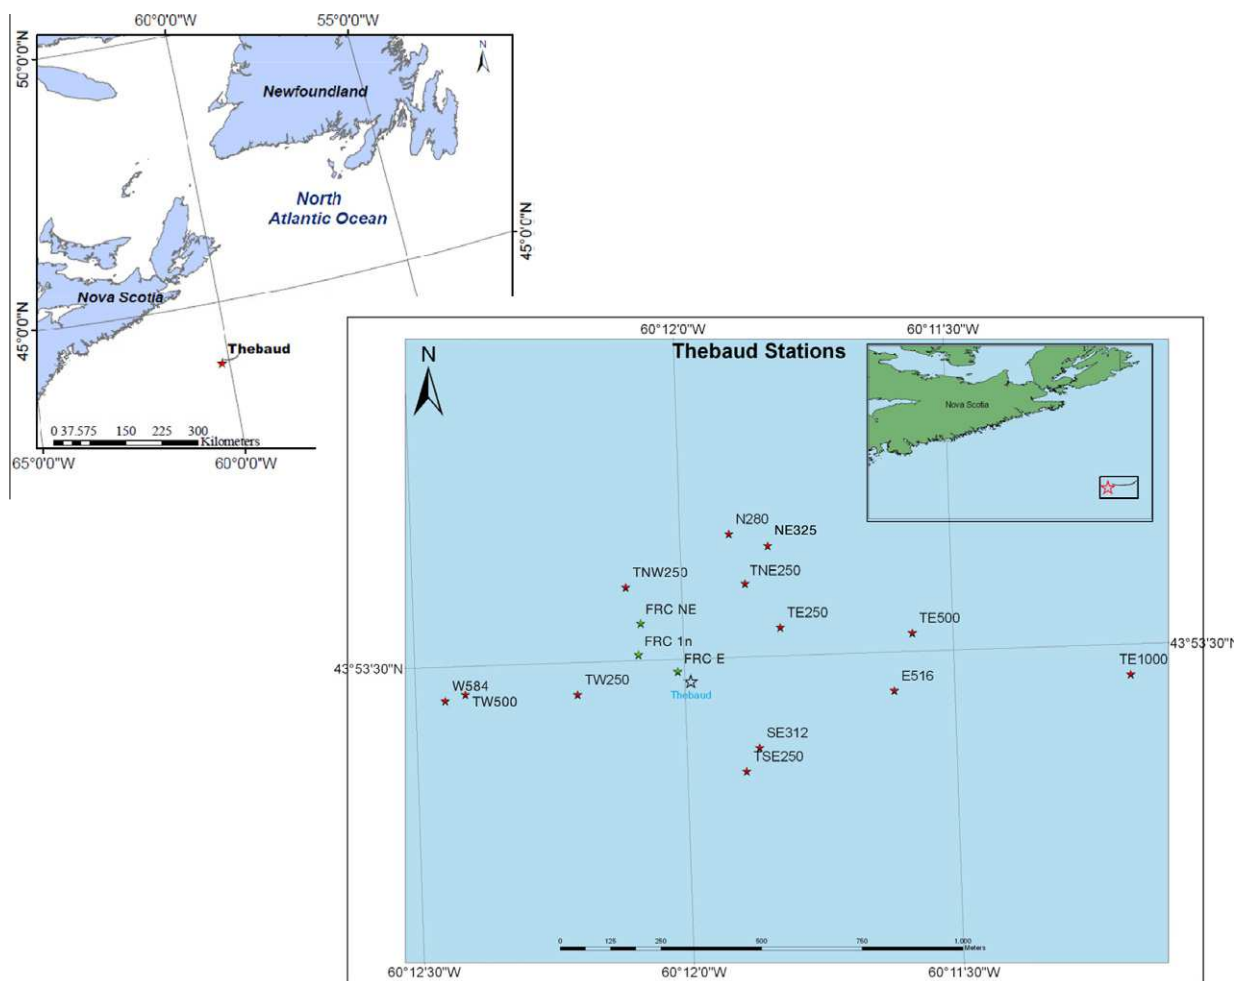 60°0'0"W
55°0'0"W
50°0'0"N
N
Newfoundland
North
Atlantic Ocean
45°0'0"N
Nova Scotia
45°0'0"N
Thebaud
0 37.575 150 225 300
Kilometers
65°0'0"W
60°0'0"W
60°12'0"W
60°11'30"W
Thebaud Stations
N
Nova Scotia
N280
NE325
TNW250
TNE250
FRC NE
TE250
TE500
FRC 1n
FRC E
43°53'30"N
43°53'30"N
TE1000
W584
TW500
TW250
E516
Thebaud
SE312
TSE250
0 125 250 500 750 1,000
Meters
60°12'30"W
60°12'0"W
60°11'30"W